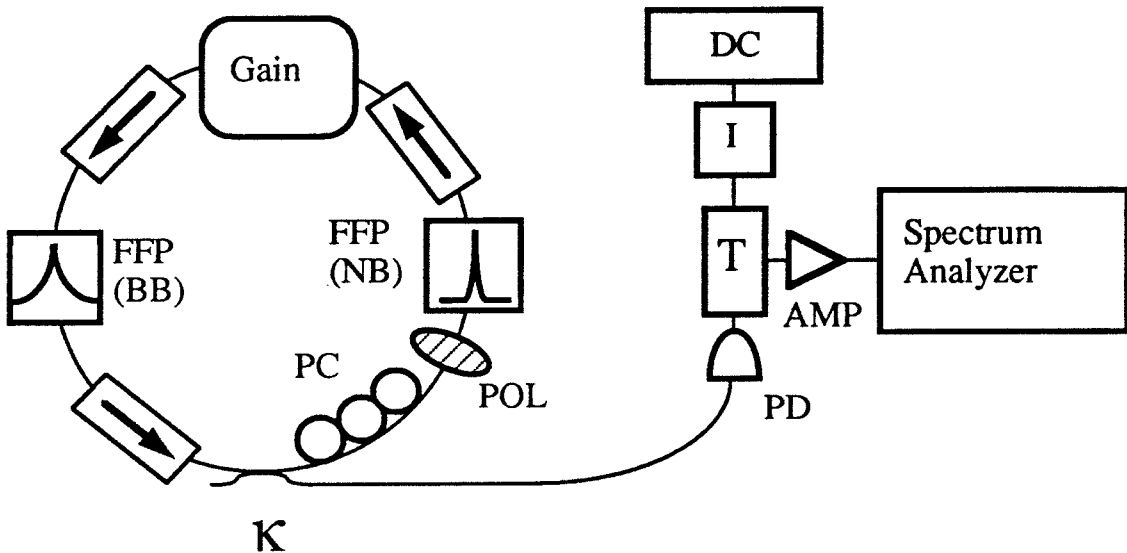 Gain
DC
I
T
Spectrum
Analyzer
AMP
PD
FFP
(BB)
FFP
(NB)
PC
POL
κ